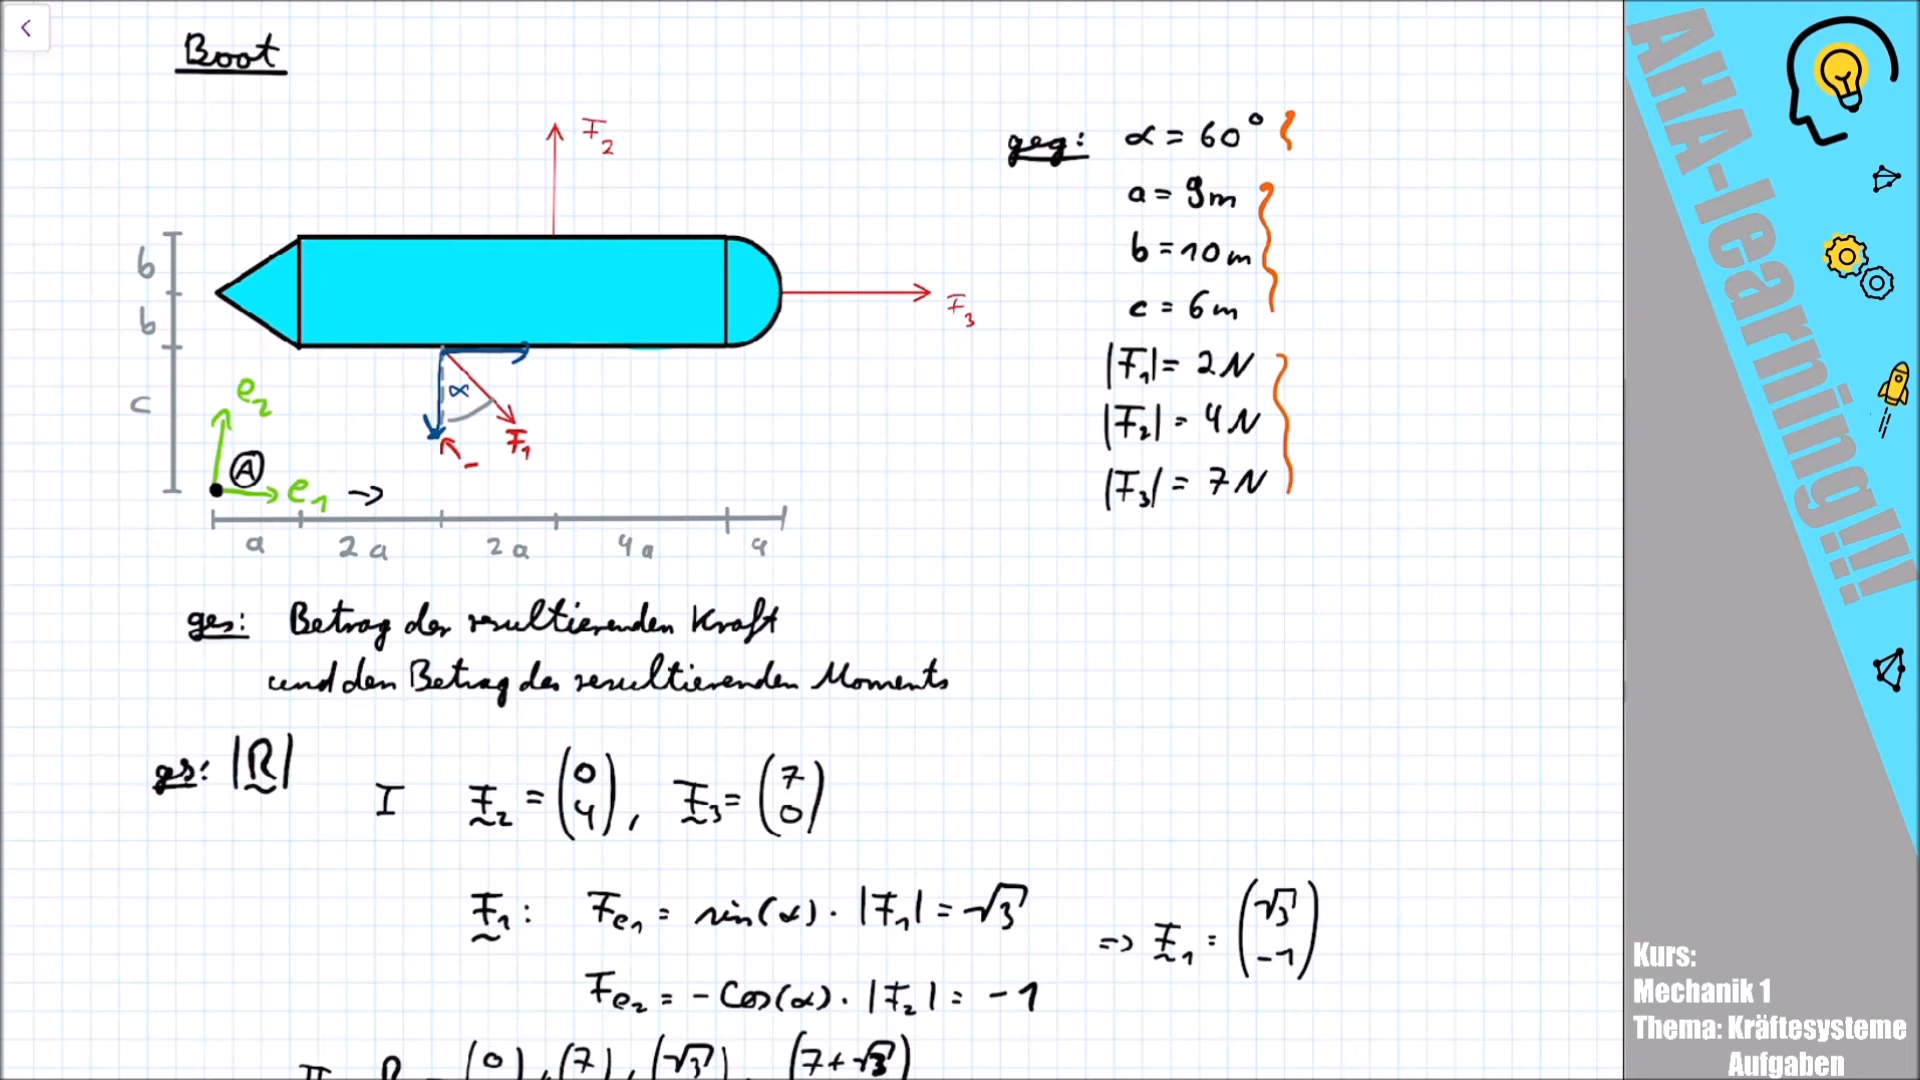 Boot
F2
geg: α = 60°
a = 9m
b = 10m
c = 6m
|F1| = 2N
|F2| = 4N
|F3| = 7N
b
b
c
F3
α
F1
-
e2
A
e1 →
a 2a 2a 4a a
ges: Betrag der resultierenden Kraft
und den Betrag des resultierenden Moments
ges: |R|
I F2 = (0 4), F3 = (7 0)
F1: Fe1 = sin(α) · |F1| = √3
Fe2 = -cos(α) · |F2| = -1
=> F1 = (√3 -1)
AHA-learning!!!
Kurs:
Mechanik 1
Thema: Kräftesysteme
Aufgaben